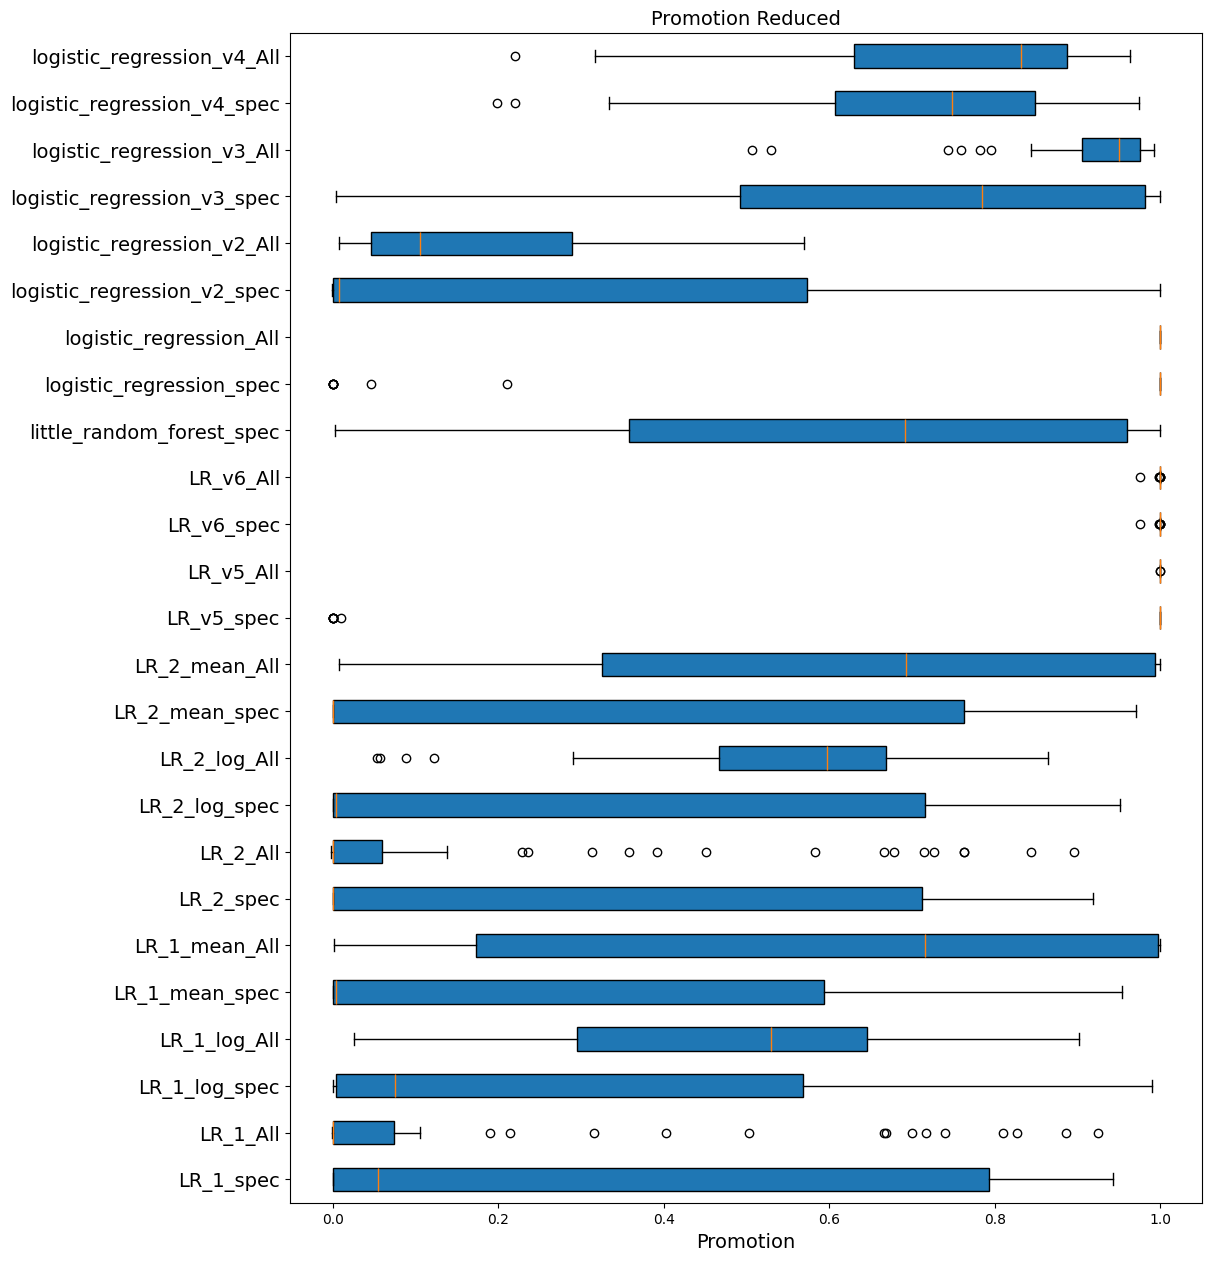 Promotion Reduced
logistic_regression_v4_All
logistic_regression_v4_spec
logistic_regression_v3_All
logistic_regression_v3_spec
logistic_regression_v2_All
logistic_regression_v2_spec
logistic_regression_All
logistic_regression_spec
little_random_forest_spec
LR_v6_All
LR_v6_spec
LR_v5_All
LR_v5_spec
LR_2_mean_All
LR_2_mean_spec
LR_2_log_All
LR_2_log_spec
LR_2_All
LR_2_spec
LR_1_mean_All
LR_1_mean_spec
LR_1_log_All
LR_1_log_spec
LR_1_All
LR_1_spec
0.0 0.2 0.4 0.6 0.8 1.0
Promotion